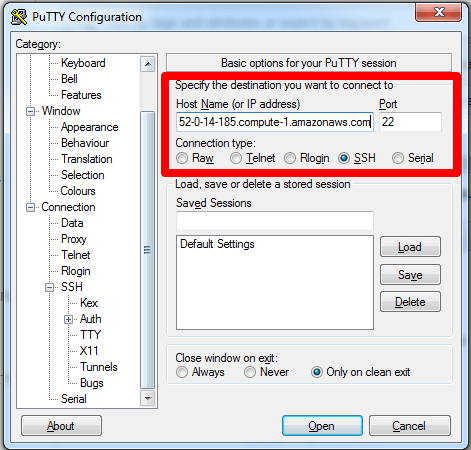 PuTTY Configuration
Category:
Keyboard
Bell
Features
Window
Appearance
Behaviour
Translation
Selection
Colours
Connection
Data
Proxy
Telnet
Rlogin
SSH
Kex
Auth
TTY
X11
Tunnels
Bugs
Serial
Basic options for your PuTTY session
Specify the destination you want to connect to
Host Name (or IP address) Port
52-0-14-185.compute-1.amazonaws.com 22
Connection type:
Raw Telnet Rlogin SSH Serial
Load, save or delete a stored session
Saved Sessions
Default Settings
Load
Save
Delete
Close window on exit:
Always Never Only on clean exit
About Open Cancel